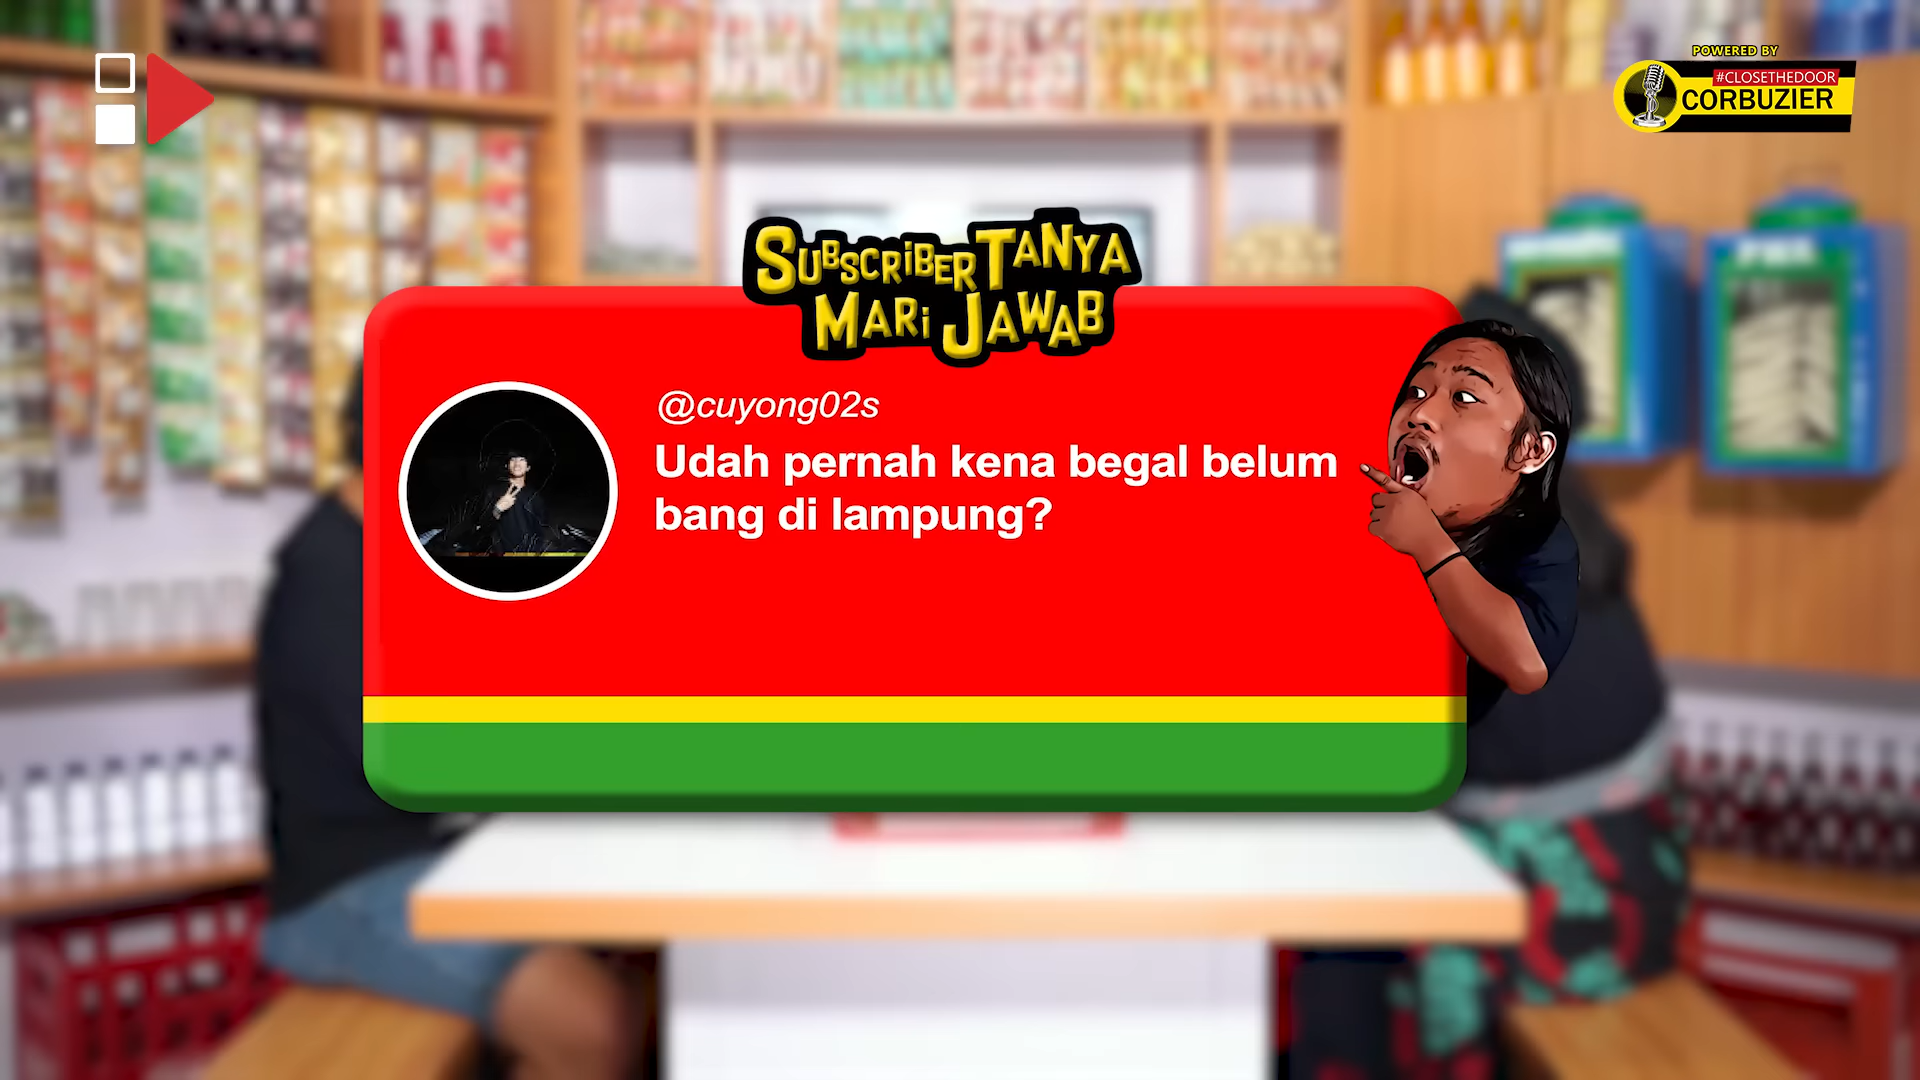 POWERED BY
#CLOSETHEDOOR
CORBUZIER
SUBSCRIBER TANYA
MARI JAWAB
@cuyong02s
Udah pernah kena begal belum
bang di lampung?